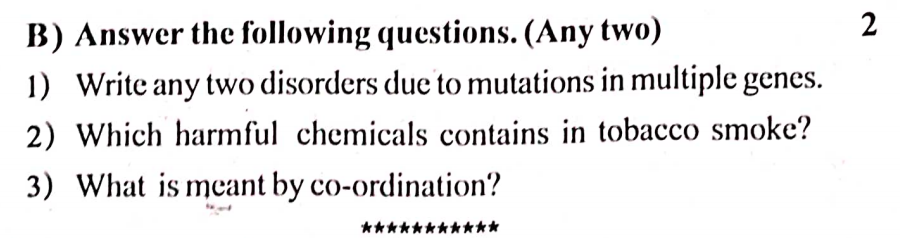 B) Answer the following questions. (Any two) 2
1) Write any two disorders due to mutations in multiple genes.
2) Which harmful chemicals contains in tobacco smoke?
3) What is meant by co-ordination?
***********